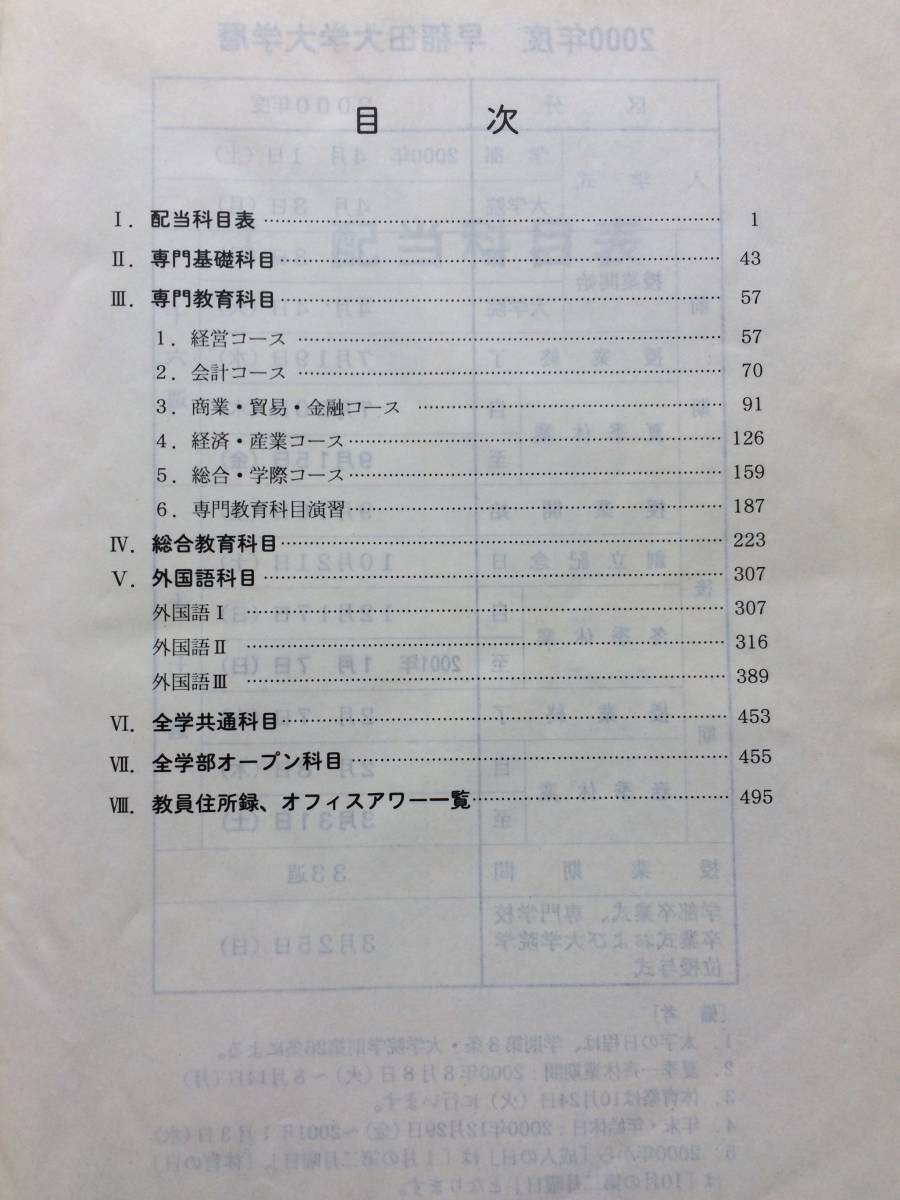 目　次
Ⅰ．配当科目表…………1
Ⅱ．専門基礎科目…………43
Ⅲ．専門教育科目…………57
1．経営コース…………57
2．会計コース…………70
3．商業・貿易・金融コース…………91
4．経済・産業コース…………126
5．総合・学際コース…………159
6．専門教育科目演習…………187
Ⅳ．総合教育科目…………223
Ⅴ．外国語科目…………307
外国語Ⅰ…………307
外国語Ⅱ…………316
外国語Ⅲ…………389
Ⅵ．全学共通科目…………453
Ⅶ．全学部オープン科目…………455
Ⅷ．教員住所録、オフィスアワー一覧…………495